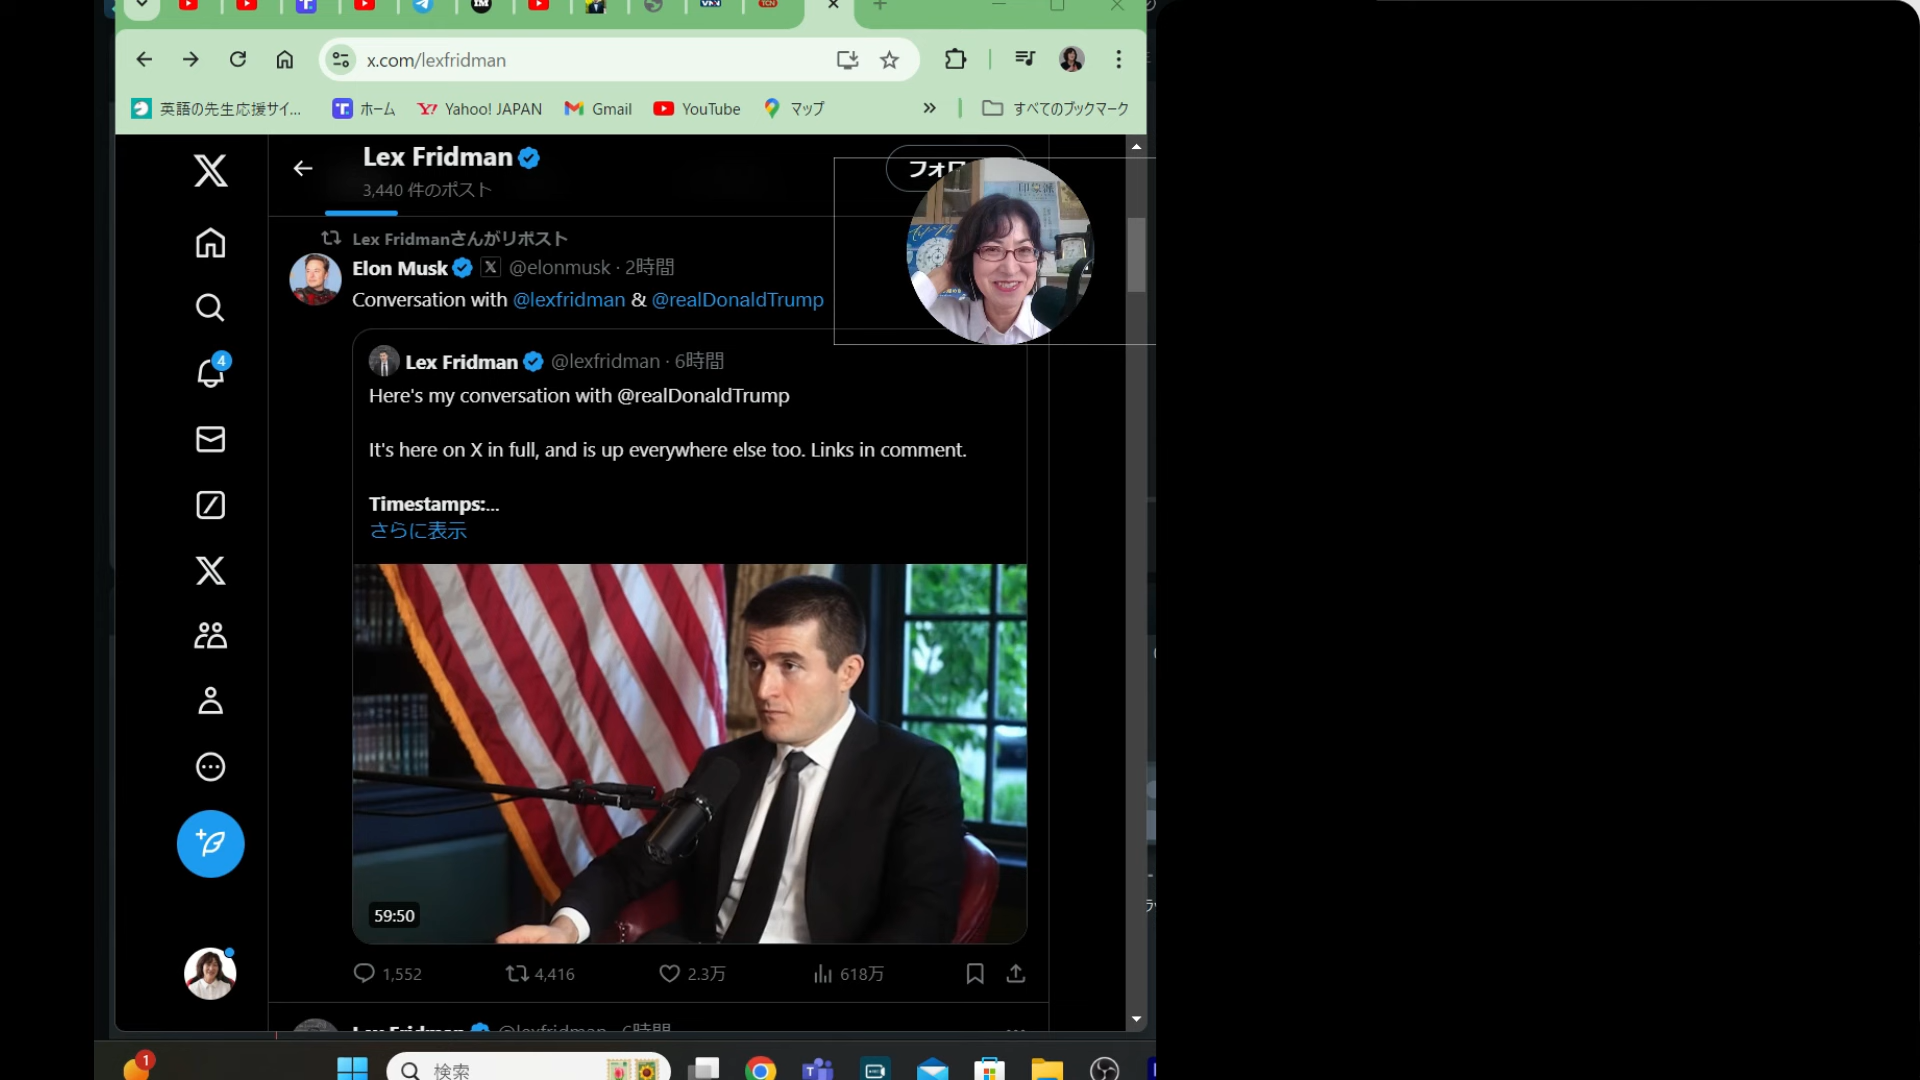 x.com/lexfridman
英語の先生応援サイ...
ホーム
Yahoo! JAPAN
Gmail
YouTube
マップ
すべてのブックマーク
Lex Fridman
3,440 件のポスト
Lex Fridmanさんがリポスト
Elon Musk @elonmusk · 2時間
Conversation with @lexfridman & @realDonaldTrump
Lex Fridman @lexfridman · 6時間
Here's my conversation with @realDonaldTrump
It's here on X in full, and is up everywhere else too. Links in comment.
Timestamps:...
さらに表示
59:50
1,552
4,416
2.3万
618万
4
Lex Fridman @lexfridman · 6時間
1
検索